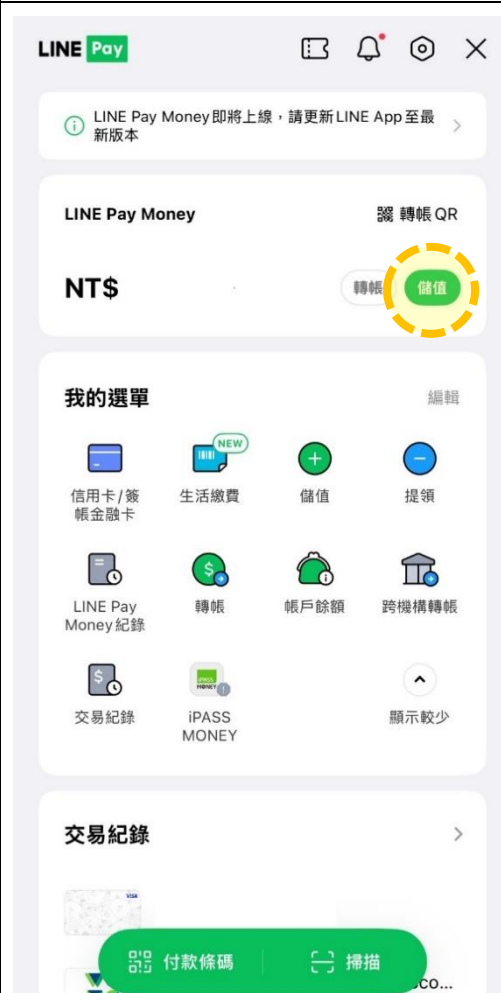 LINE Pay
LINE Pay Money即將上線，請更新LINE App至最
新版本
LINE Pay Money
轉帳 QR
NT$
轉帳
儲值
我的選單
編輯
NEW
信用卡/簽
帳金融卡
生活繳費
儲值
提領
LINE Pay
Money紀錄
轉帳
帳戶餘額
跨機構轉帳
iPASS
MONEY
交易紀錄
iPASS
MONEY
顯示較少
交易紀錄
VISA
付款條碼
掃描
co...